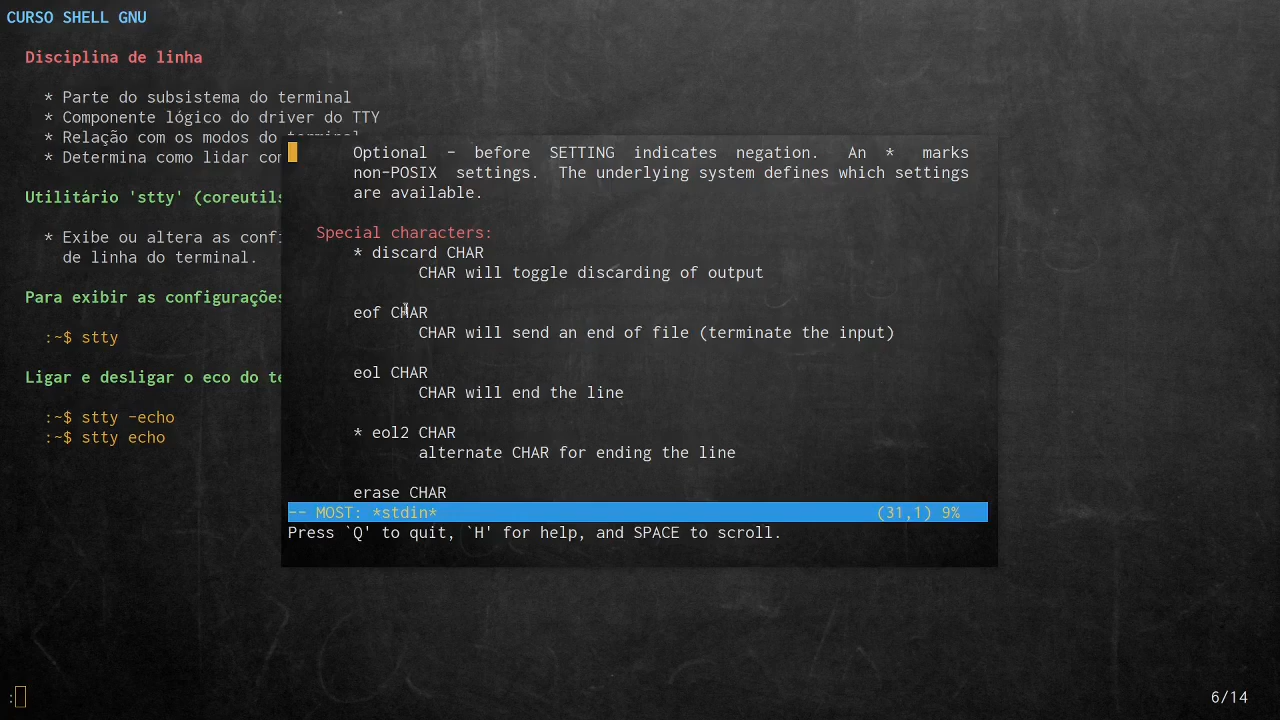 CURSO SHELL GNU
Disciplina de linha
* Parte do subsistema do terminal
* Componente lógico do driver do TTY
* Relação com os modos do terminal
* Determina como lidar com
Utilitário 'stty' (coreutils
* Exibe ou altera as conf
de linha do terminal.
Para exibir as configurações
:~$ stty
Ligar e desligar o eco do te
:~$ stty -echo
:~$ stty echo
Optional - before SETTING indicates negation. An * marks
non-POSIX settings. The underlying system defines which settings
are available.
Special characters:
* discard CHAR
CHAR will toggle discarding of output
eof CHAR
CHAR will send an end of file (terminate the input)
eol CHAR
CHAR will end the line
* eol2 CHAR
alternate CHAR for ending the line
erase CHAR
-- MOST: *stdin* (31,1) 9%
Press `Q' to quit, `H' for help, and SPACE to scroll.
:
6/14